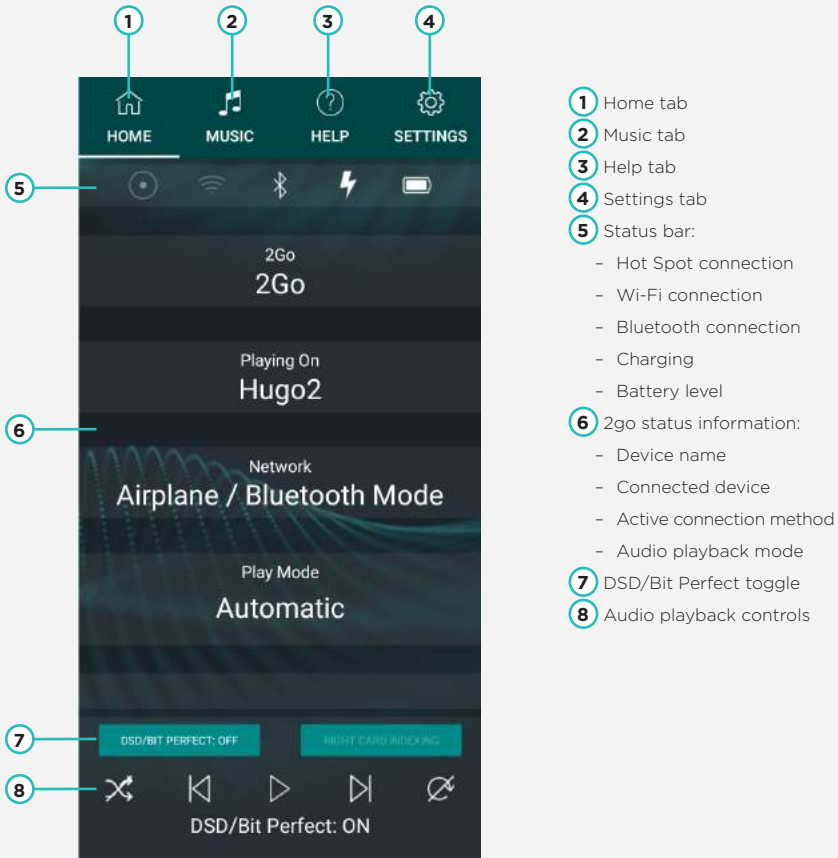 1 2 3 4
HOME MUSIC HELP SETTINGS
5
2Go
2Go
Playing On
Hugo2
6
Network
Airplane / Bluetooth Mode
Play Mode
Automatic
7
DSD/BIT PERFECT: OFF RIGHT CARD INDEXING
8
DSD/Bit Perfect: ON
1 Home tab
2 Music tab
3 Help tab
4 Settings tab
5 Status bar:
– Hot Spot connection
– Wi-Fi connection
– Bluetooth connection
– Charging
– Battery level
6 2go status information:
– Device name
– Connected device
– Active connection method
– Audio playback mode
7 DSD/Bit Perfect toggle
8 Audio playback controls